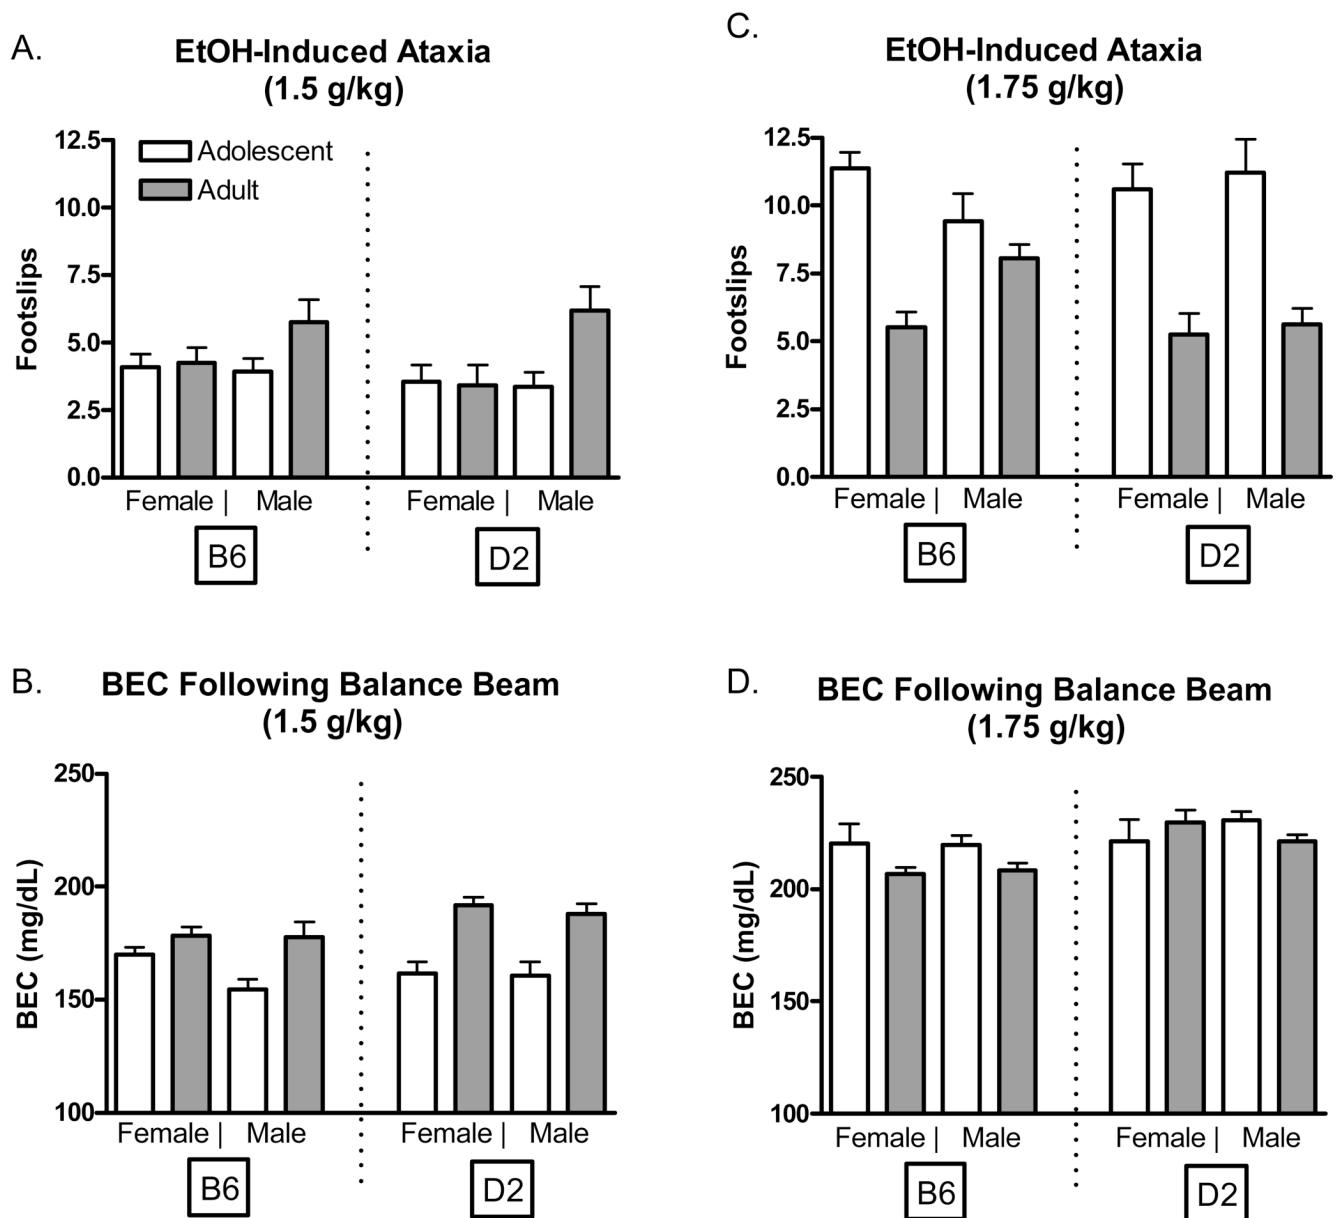 A.
EtOH-Induced Ataxia
(1.5 g/kg)
12.5
10.0
7.5
5.0
2.5
0.0
Footslips
Adolescent
Adult
Female | Male
Female | Male
B6
D2
B.
BEC Following Balance Beam
(1.5 g/kg)
250
200
150
100
BEC (mg/dL)
Female | Male
Female | Male
B6
D2
C.
EtOH-Induced Ataxia
(1.75 g/kg)
12.5
10.0
7.5
5.0
2.5
0.0
Footslips
Female | Male
Female | Male
B6
D2
D.
BEC Following Balance Beam
(1.75 g/kg)
250
200
150
100
BEC (mg/dL)
Female | Male
Female | Male
B6
D2